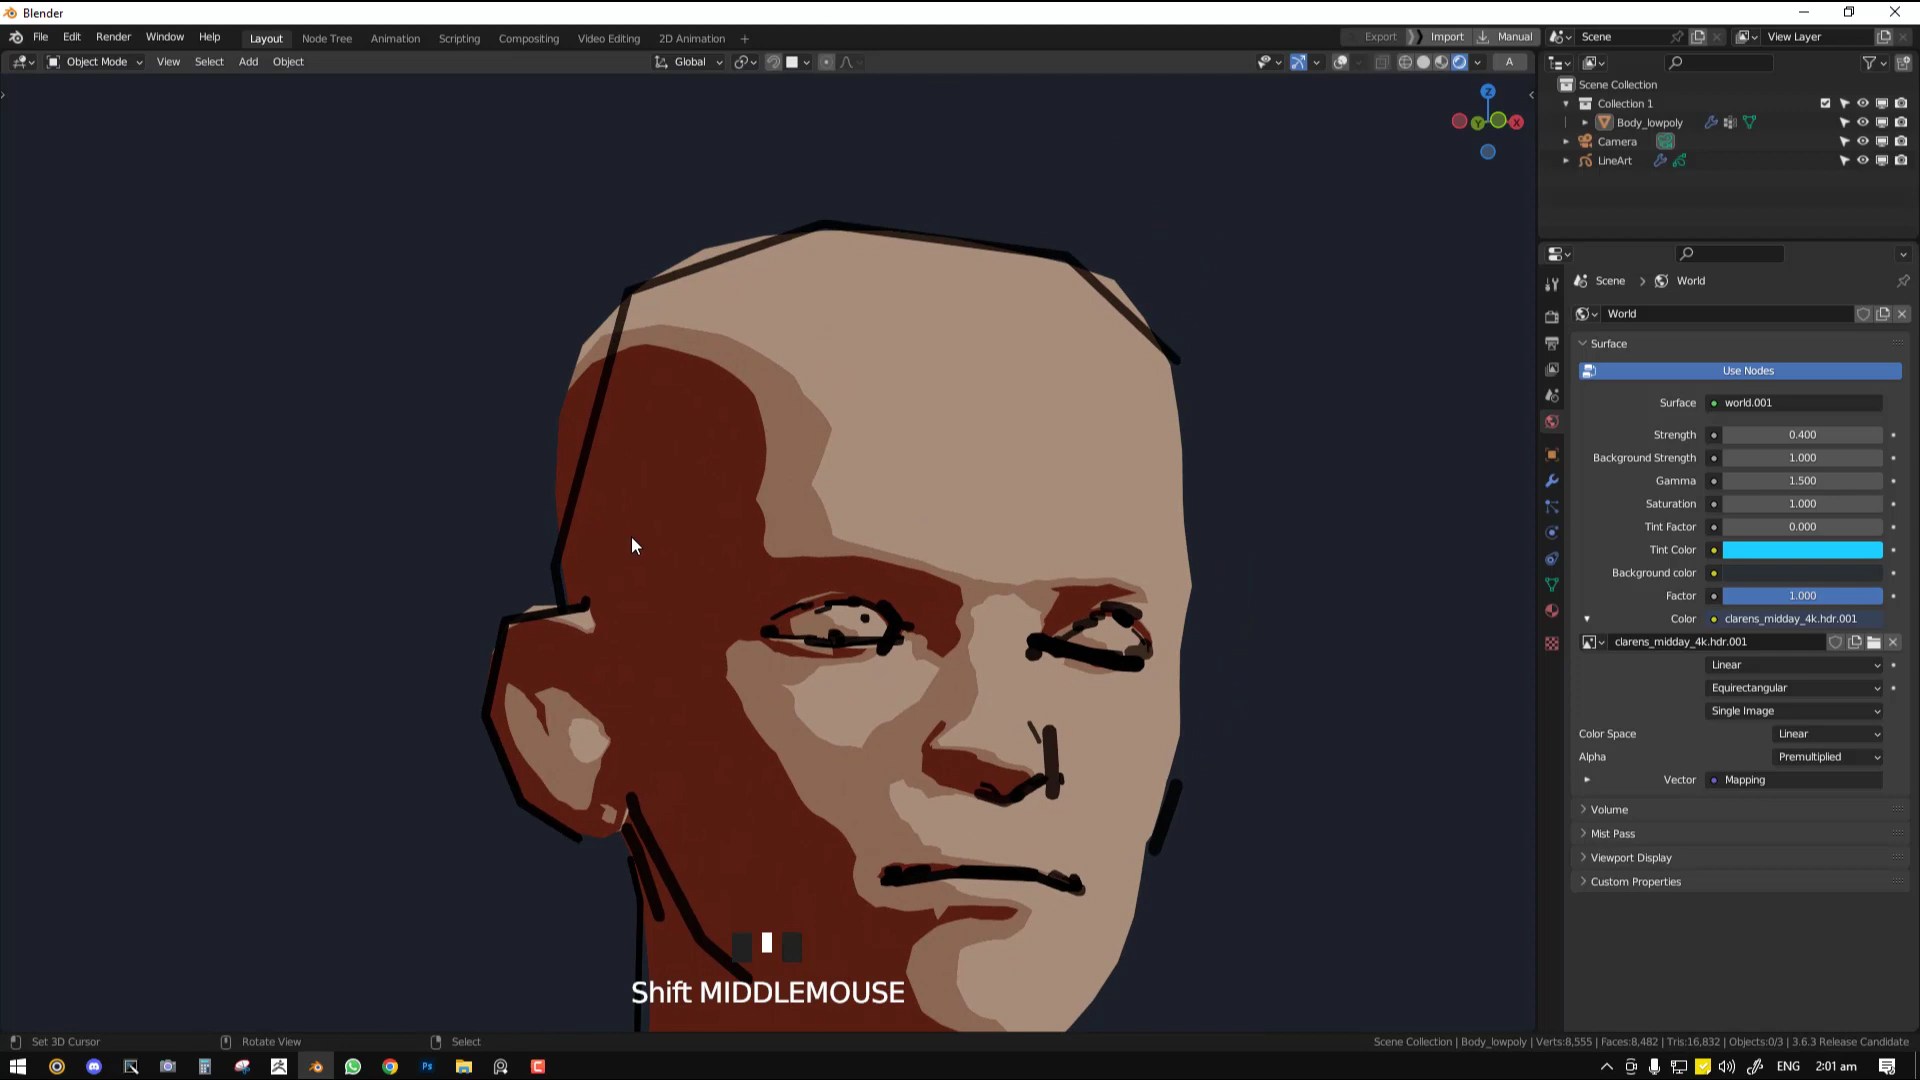 Blender
File Edit Render Window Help Layout Node Tree Animation Scripting Compositing Video Editing 2D Animation + Export Import Manual Scene View Layer
Object Mode View Select Add Object Global A
Scene Collection
Collection 1
Body_lowpoly
Camera
LineArt
Z
Y
X
Scene World
World
Surface
Use Nodes
Surface world.001
Strength 0.400
Background Strength 1.000
Gamma 1.500
Saturation 1.000
Tint Factor 0.000
Tint Color
Background color
Factor 1.000
Color clarens_midday_4k.hdr.001
clarens_midday_4k.hdr.001
Linear
Equirectangular
Single Image
Color Space Linear
Alpha Premultiplied
Vector Mapping
Volume
Mist Pass
Viewport Display
Custom Properties
Shift MIDDLEMOUSE
Set 3D Cursor Rotate View Select Scene Collection | Body_lowpoly | Verts:8,555 | Faces:8,482 | Tris:16,832 | Objects:0/3 | 3.6.3 Release Candidate
Ps ENG 2:01 am